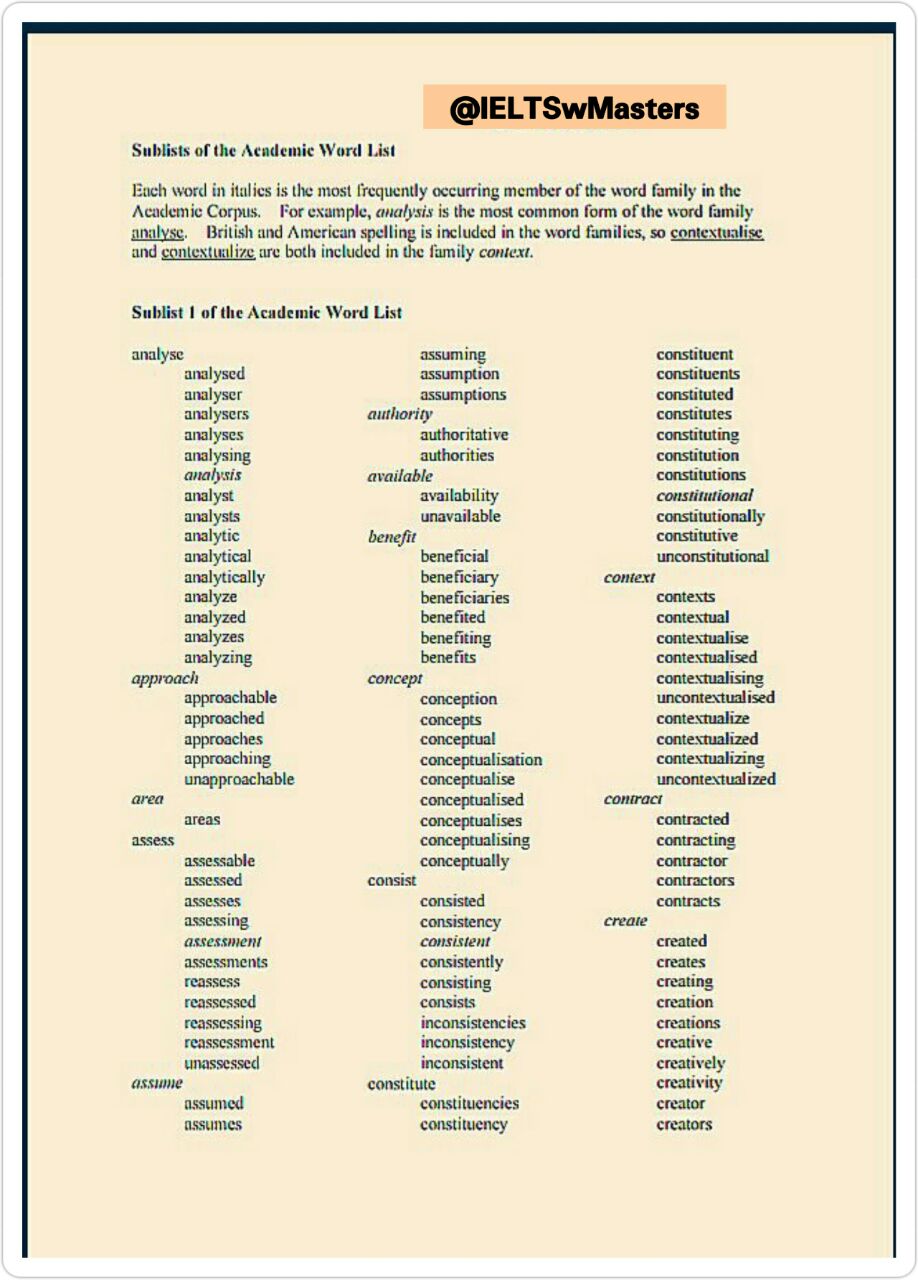 @IELTSwMasters
Sublists of the Academic Word List
Each word in italics is the most frequently occurring member of the word family in the
Academic Corpus. For example, analysis is the most common form of the word family
analyse. British and American spelling is included in the word families, so contextualise
and contextualize are both included in the family context.
Sublist 1 of the Academic Word List
analyse
analysed
analyser
analysers
analyses
analysing
analysis
analyst
analysts
analytic
analytical
analytically
analyze
analyzed
analyzes
analyzing
approach
approachable
approached
approaches
approaching
unapproachable
area
areas
assess
assessable
assessed
assesses
assessing
assessment
assessments
reassess
reassessed
reassessing
reassessment
unassessed
assume
assumed
assumes
assuming
assumption
assumptions
authority
authoritative
authorities
available
availability
unavailable
benefit
beneficial
beneficiary
beneficiaries
benefited
benefiting
benefits
concept
conception
concepts
conceptual
conceptualisation
conceptualise
conceptualised
conceptualises
conceptualising
conceptually
consist
consisted
consistency
consistent
consistently
consisting
consists
inconsistencies
inconsistency
inconsistent
constitute
constituencies
constituency
constituent
constituents
constituted
constitutes
constituting
constitution
constitutions
constitutional
constitutionally
constitutive
unconstitutional
context
contexts
contextual
contextualise
contextualised
contextualising
uncontextualised
contextualize
contextualized
contextualizing
uncontextualized
contract
contracted
contracting
contractor
contractors
contracts
create
created
creates
creating
creation
creations
creative
creatively
creativity
creator
creators